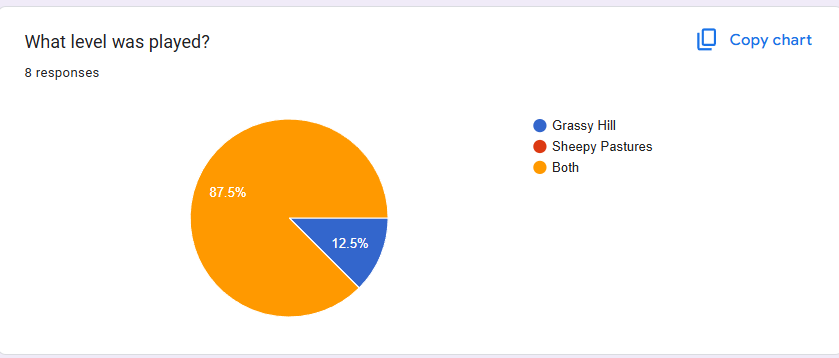 What level was played?
Copy chart
8 responses
87.5%
12.5%
Grassy Hill
Sheepy Pastures
Both